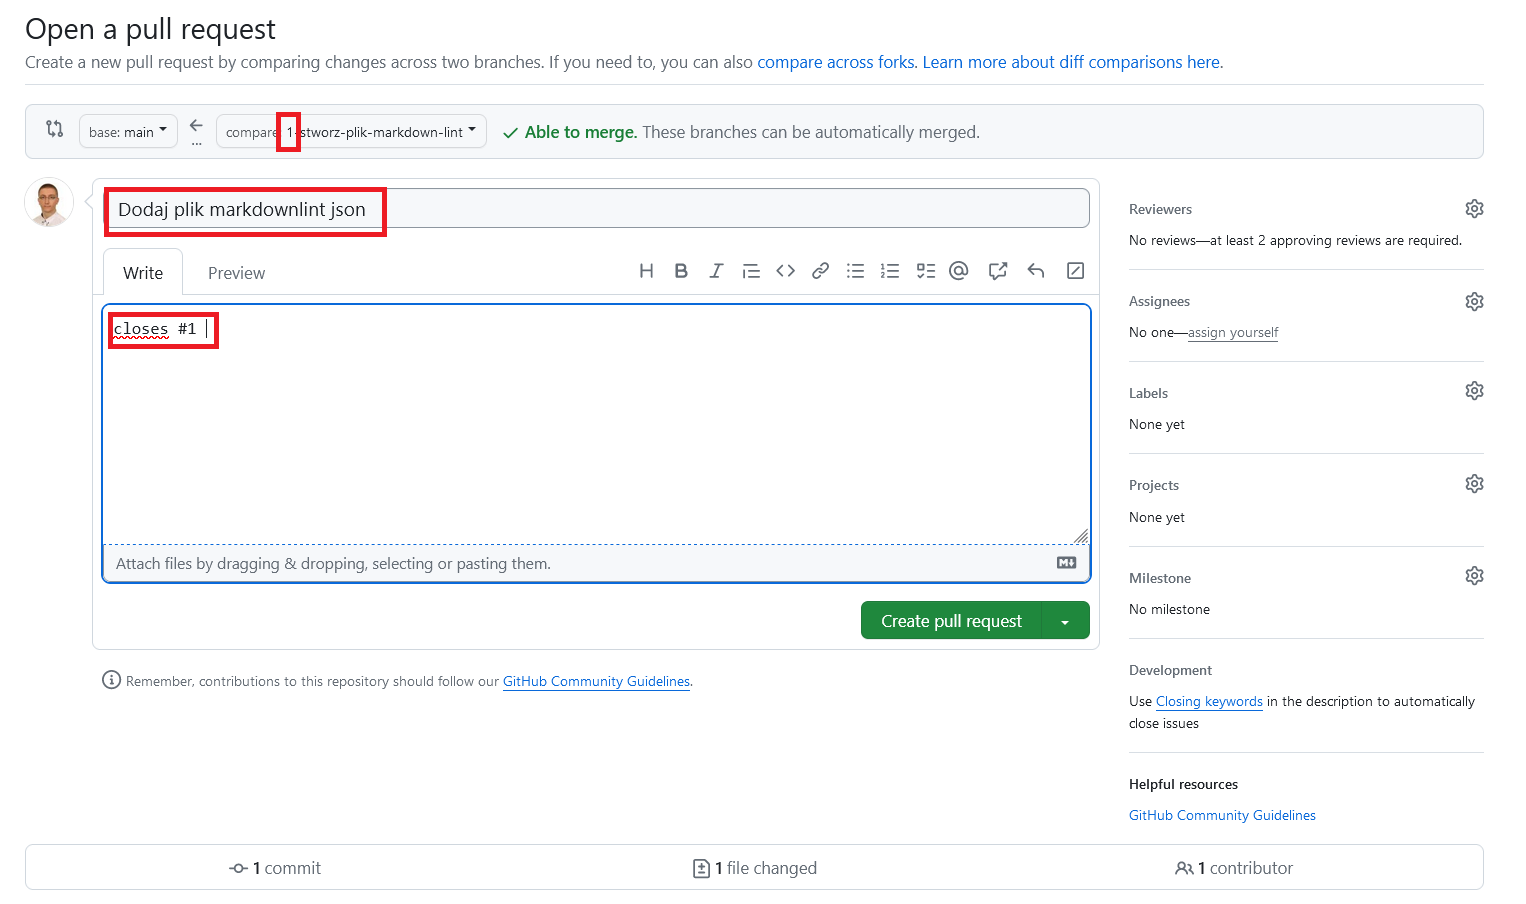 Open a pull request
Create a new pull request by comparing changes across two branches. If you need to, you can also compare across forks. Learn more about diff comparisons here.
base: main
...
compare: 1-stworz-plik-markdown-lint
Able to merge. These branches can be automatically merged.
Dodaj plik markdownlint json
Write
Preview
closes #1
Attach files by dragging & dropping, selecting or pasting them.
Create pull request
Remember, contributions to this repository should follow our GitHub Community Guidelines.
Reviewers
No reviews—at least 2 approving reviews are required.
Assignees
No one—assign yourself
Labels
None yet
Projects
None yet
Milestone
No milestone
Development
Use Closing keywords in the description to automatically
close issues
Helpful resources
GitHub Community Guidelines
1 commit
1 file changed
1 contributor